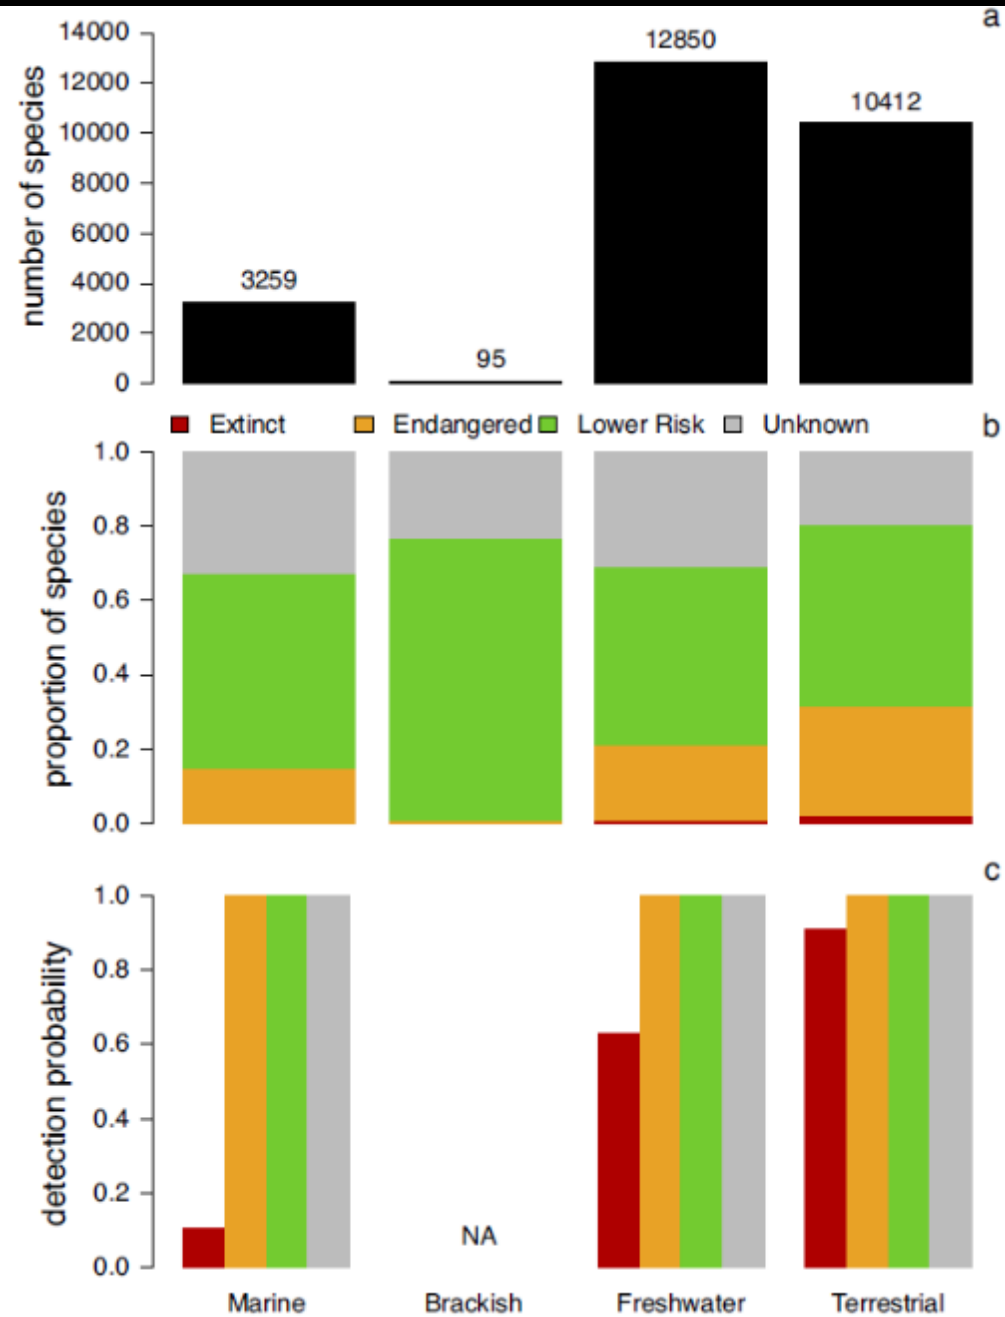 a
14000
12000
10000
8000
6000
4000
2000
0
number of species
3259
95
12850
10412
Extinct Endangered Lower Risk Unknown
b
1.0
0.8
0.6
0.4
0.2
0.0
proportion of species
c
1.0
0.8
0.6
0.4
0.2
0.0
detection probability
NA
Marine Brackish Freshwater Terrestrial